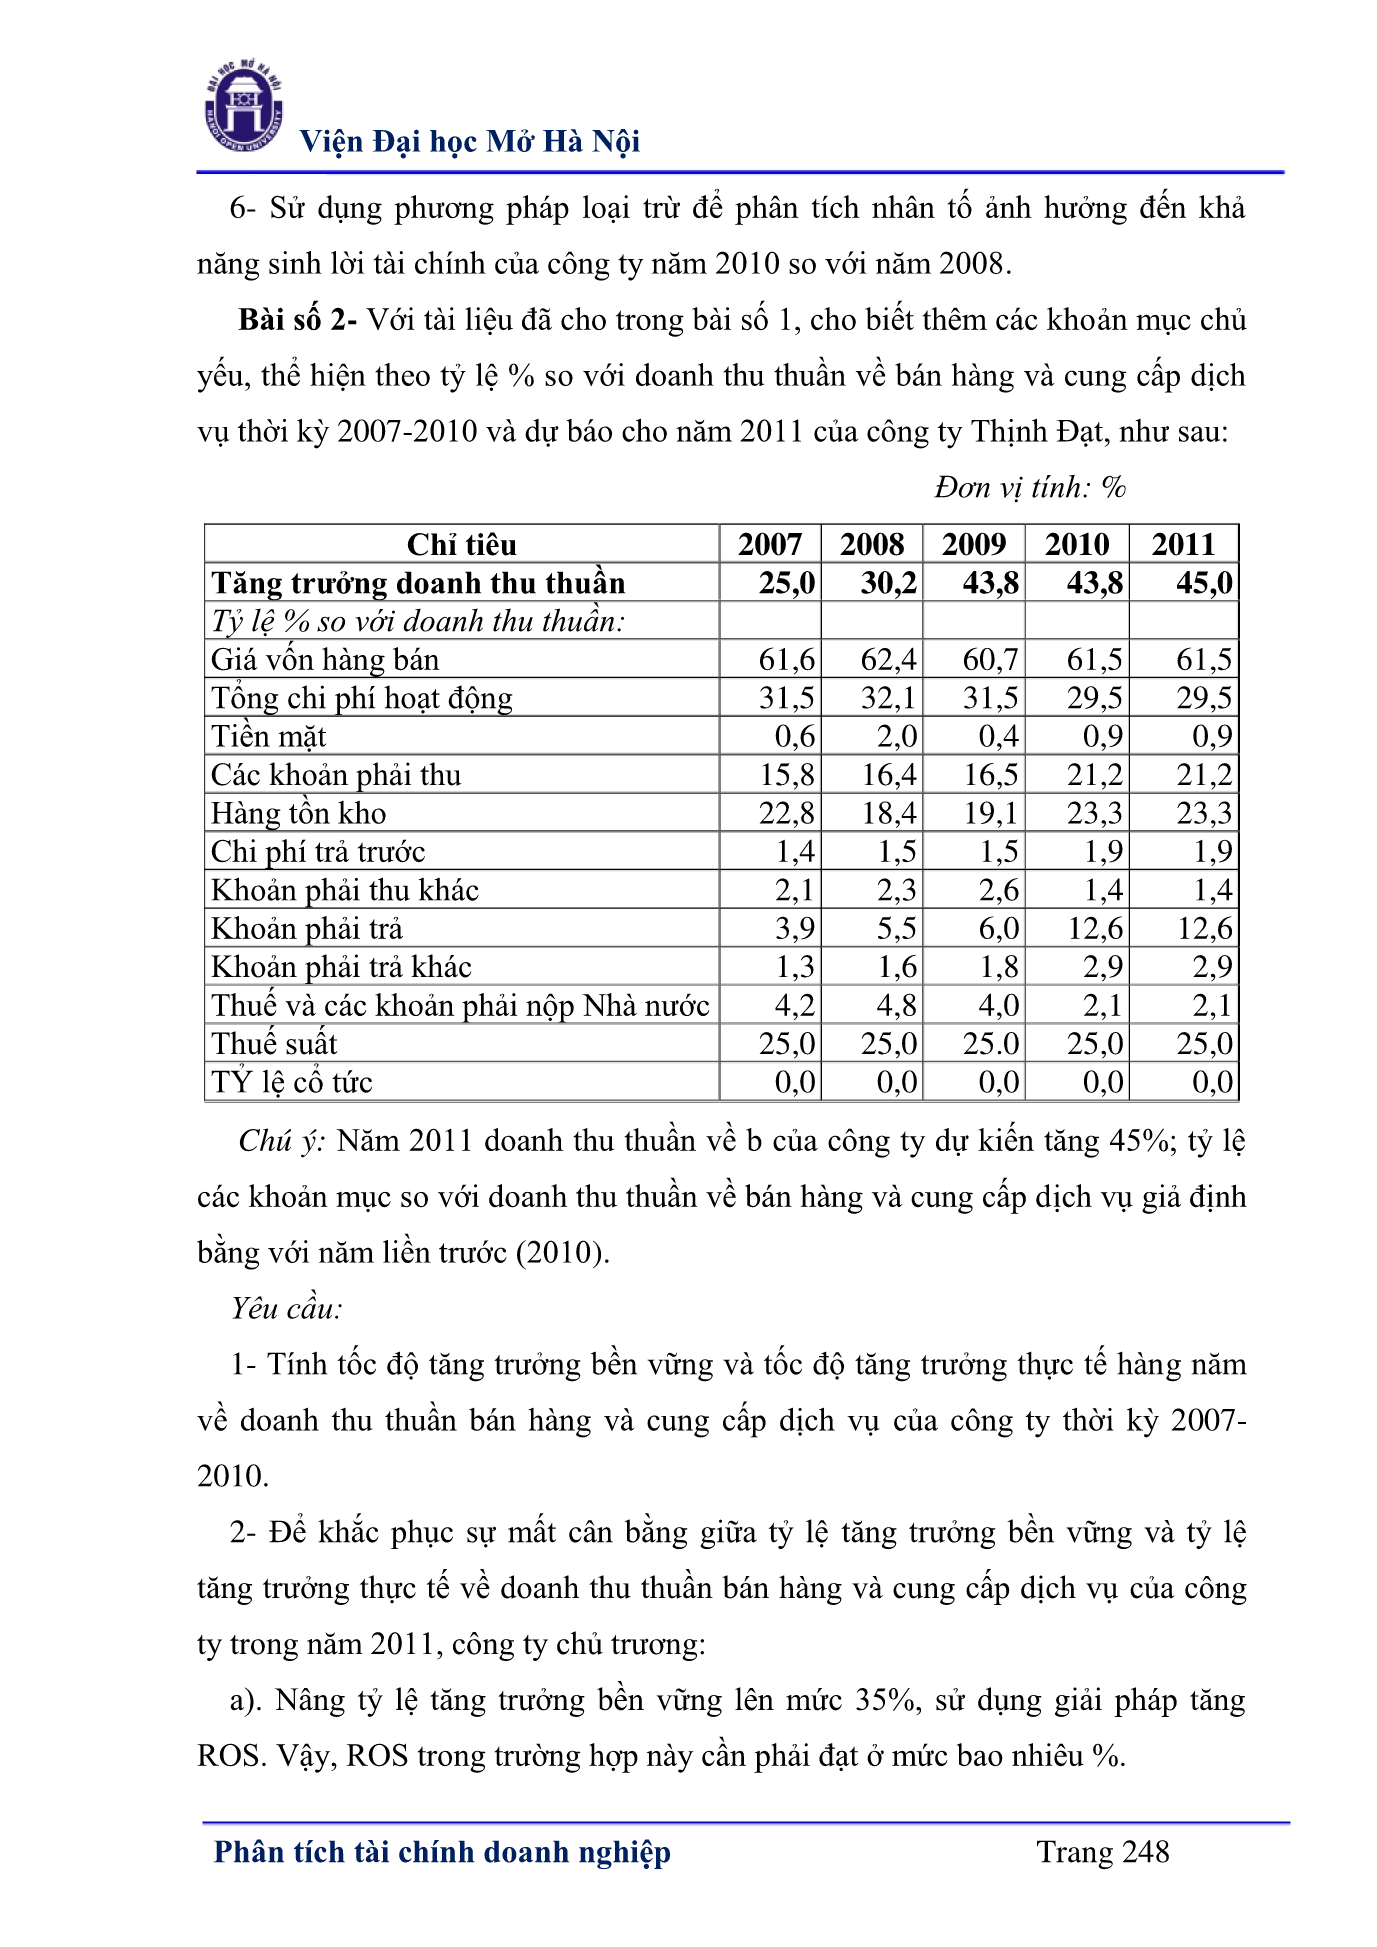 ĐẠI HỌC MỞ HÀ NỘI
HANOI OPEN UNIVERSITY
Viện Đại học Mở Hà Nội
6- Sử dụng phương pháp loại trừ để phân tích nhân tố ảnh hưởng đến khả
năng sinh lời tài chính của công ty năm 2010 so với năm 2008.
Bài số 2- Với tài liệu đã cho trong bài số 1, cho biết thêm các khoản mục chủ
yếu, thể hiện theo tỷ lệ % so với doanh thu thuần về bán hàng và cung cấp dịch
vụ thời kỳ 2007-2010 và dự báo cho năm 2011 của công ty Thịnh Đạt, như sau:
Đơn vị tính: %
Chỉ tiêu 2007 2008 2009 2010 2011
Tăng trưởng doanh thu thuần 25,0 30,2 43,8 43,8 45,0
Tỷ lệ % so với doanh thu thuần:
Giá vốn hàng bán 61,6 62,4 60,7 61,5 61,5
Tổng chi phí hoạt động 31,5 32,1 31,5 29,5 29,5
Tiền mặt 0,6 2,0 0,4 0,9 0,9
Các khoản phải thu 15,8 16,4 16,5 21,2 21,2
Hàng tồn kho 22,8 18,4 19,1 23,3 23,3
Chi phí trả trước 1,4 1,5 1,5 1,9 1,9
Khoản phải thu khác 2,1 2,3 2,6 1,4 1,4
Khoản phải trả 3,9 5,5 6,0 12,6 12,6
Khoản phải trả khác 1,3 1,6 1,8 2,9 2,9
Thuế và các khoản phải nộp Nhà nước 4,2 4,8 4,0 2,1 2,1
Thuế suất 25,0 25,0 25.0 25,0 25,0
TỶ lệ cổ tức 0,0 0,0 0,0 0,0 0,0
Chú ý: Năm 2011 doanh thu thuần về b của công ty dự kiến tăng 45%; tỷ lệ
các khoản mục so với doanh thu thuần về bán hàng và cung cấp dịch vụ giả định
bằng với năm liền trước (2010).
Yêu cầu:
1- Tính tốc độ tăng trưởng bền vững và tốc độ tăng trưởng thực tế hàng năm
về doanh thu thuần bán hàng và cung cấp dịch vụ của công ty thời kỳ 2007-
2010.
2- Để khắc phục sự mất cân bằng giữa tỷ lệ tăng trưởng bền vững và tỷ lệ
tăng trưởng thực tế về doanh thu thuần bán hàng và cung cấp dịch vụ của công
ty trong năm 2011, công ty chủ trương:
a). Nâng tỷ lệ tăng trưởng bền vững lên mức 35%, sử dụng giải pháp tăng
ROS. Vậy, ROS trong trường hợp này cần phải đạt ở mức bao nhiêu %.
Phân tích tài chính doanh nghiệp Trang 248